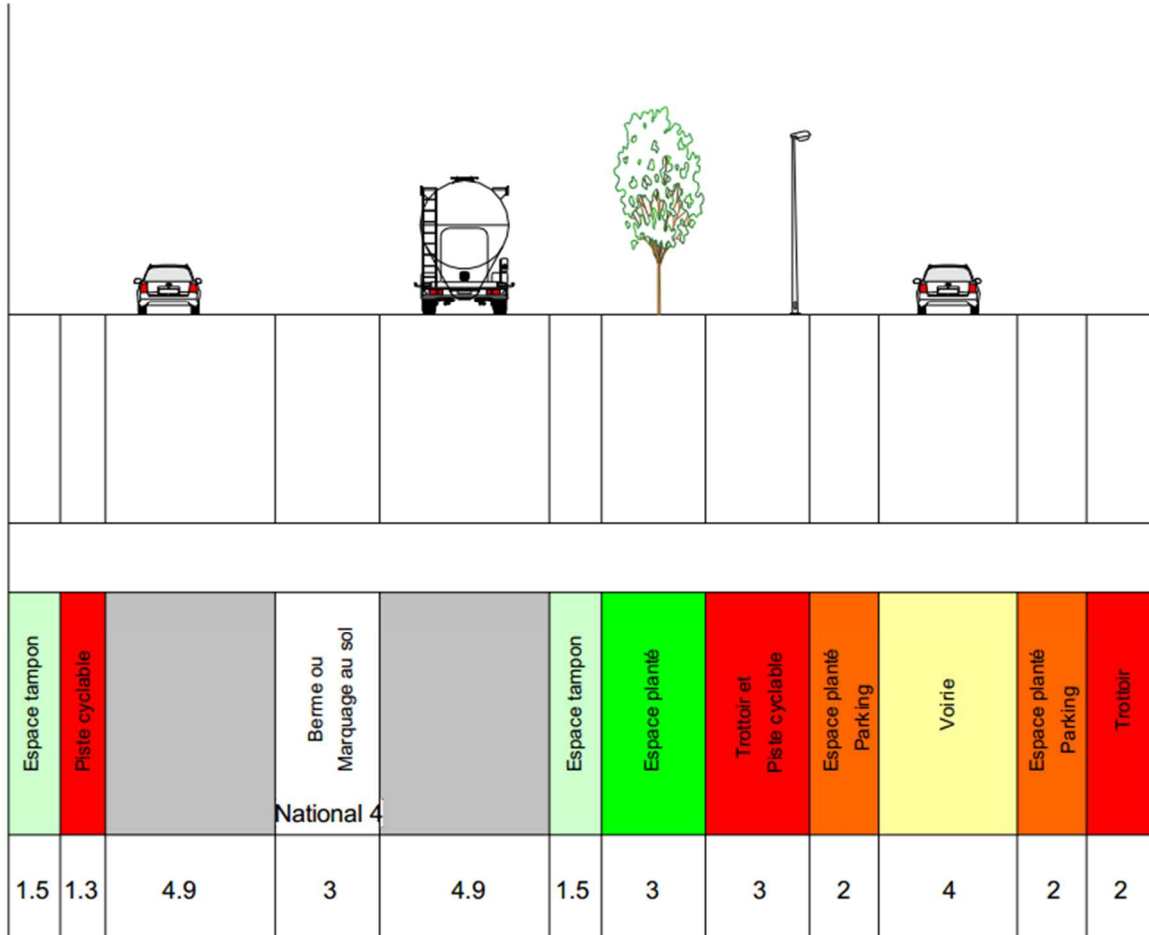 Espace tampon
Piste cyclable
Berme ou
Marquage au sol
National 4
Espace tampon
Espace planté
Trottoir et
Piste cyclable
Espace planté
Parking
Voirie
Espace planté
Parking
Trottoir
1.5 1.3 4.9 3 4.9 1.5 3 3 2 4 2 2